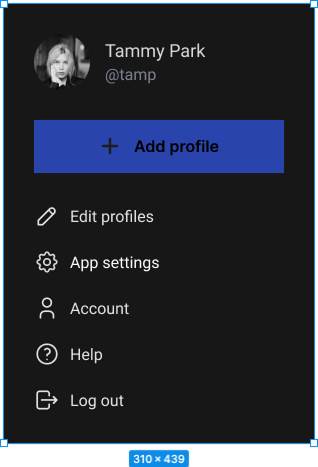 Tammy Park
@tamp
Add profile
Edit profiles
App settings
Account
Help
Log out
310 × 439